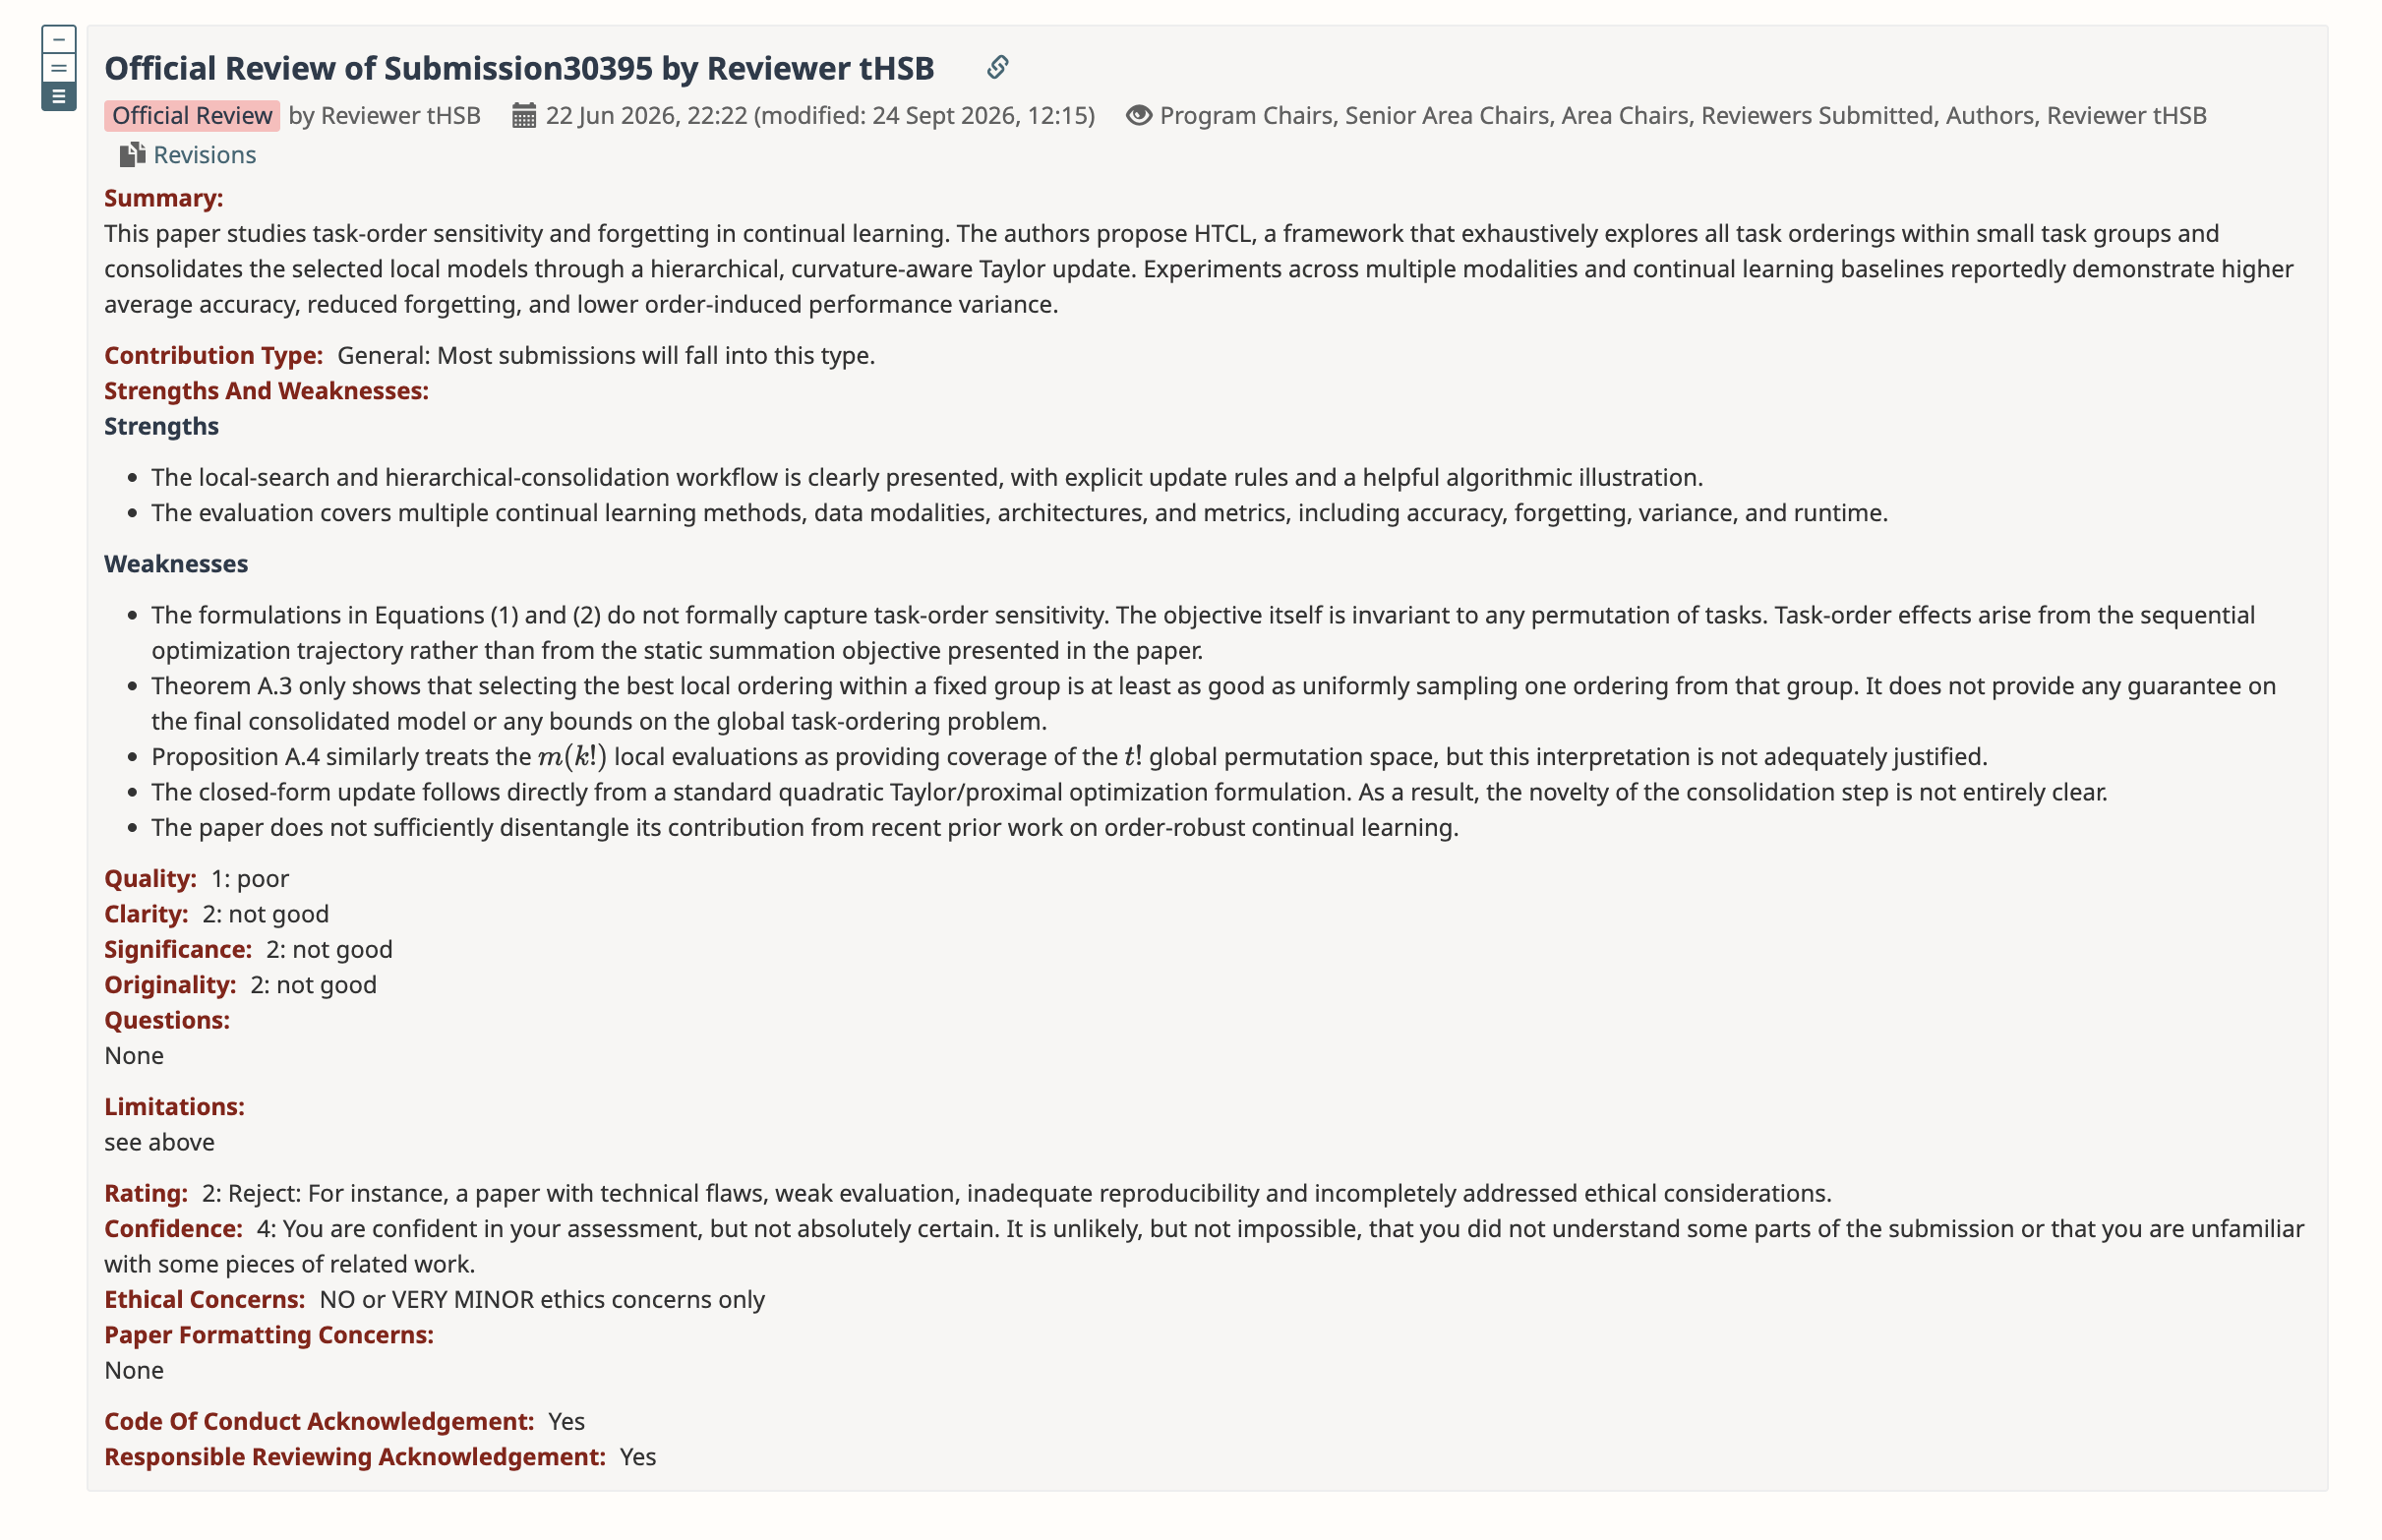 Official Review of Submission30395 by Reviewer tHSB
Official Review by Reviewer tHSB 22 Jun 2026, 22:22 (modified: 24 Sept 2026, 12:15) Program Chairs, Senior Area Chairs, Area Chairs, Reviewers Submitted, Authors, Reviewer tHSB
Revisions
Summary:
This paper studies task-order sensitivity and forgetting in continual learning. The authors propose HTCL, a framework that exhaustively explores all task orderings within small task groups and
consolidates the selected local models through a hierarchical, curvature-aware Taylor update. Experiments across multiple modalities and continual learning baselines reportedly demonstrate higher
average accuracy, reduced forgetting, and lower order-induced performance variance.
Contribution Type: General: Most submissions will fall into this type.
Strengths And Weaknesses:
Strengths
• The local-search and hierarchical-consolidation workflow is clearly presented, with explicit update rules and a helpful algorithmic illustration.
• The evaluation covers multiple continual learning methods, data modalities, architectures, and metrics, including accuracy, forgetting, variance, and runtime.
Weaknesses
• The formulations in Equations (1) and (2) do not formally capture task-order sensitivity. The objective itself is invariant to any permutation of tasks. Task-order effects arise from the sequential
optimization trajectory rather than from the static summation objective presented in the paper.
• Theorem A.3 only shows that selecting the best local ordering within a fixed group is at least as good as uniformly sampling one ordering from that group. It does not provide any guarantee on
the final consolidated model or any bounds on the global task-ordering problem.
• Proposition A.4 similarly treats the m(k!) local evaluations as providing coverage of the t! global permutation space, but this interpretation is not adequately justified.
• The closed-form update follows directly from a standard quadratic Taylor/proximal optimization formulation. As a result, the novelty of the consolidation step is not entirely clear.
• The paper does not sufficiently disentangle its contribution from recent prior work on order-robust continual learning.
Quality: 1: poor
Clarity: 2: not good
Significance: 2: not good
Originality: 2: not good
Questions:
None
Limitations:
see above
Rating: 2: Reject: For instance, a paper with technical flaws, weak evaluation, inadequate reproducibility and incompletely addressed ethical considerations.
Confidence: 4: You are confident in your assessment, but not absolutely certain. It is unlikely, but not impossible, that you did not understand some parts of the submission or that you are unfamiliar
with some pieces of related work.
Ethical Concerns: NO or VERY MINOR ethics concerns only
Paper Formatting Concerns:
None
Code Of Conduct Acknowledgement: Yes
Responsible Reviewing Acknowledgement: Yes